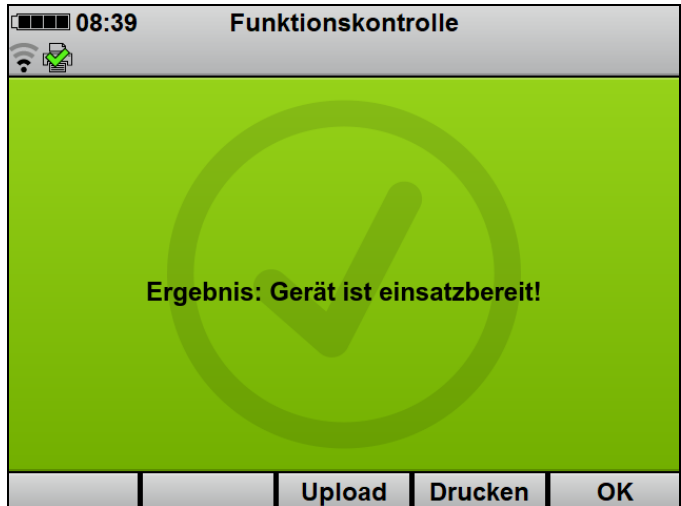 08:39 Funktionskontrolle
Ergebnis: Gerät ist einsatzbereit!
Upload Drucken OK